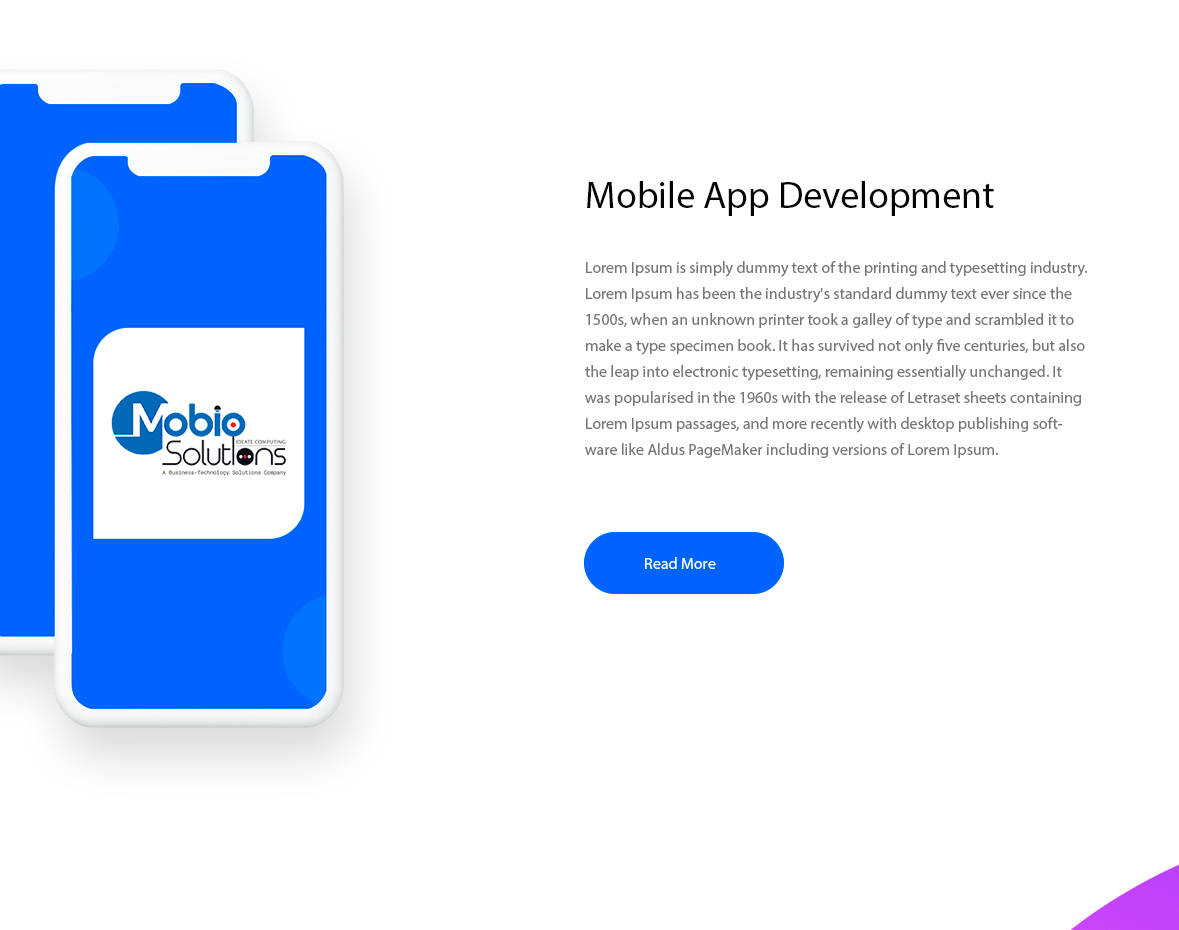 Mobile App Development
Lorem Ipsum is simply dummy text of the printing and typesetting industry.
Lorem Ipsum has been the industry's standard dummy text ever since the
1500s, when an unknown printer took a galley of type and scrambled it to
make a type specimen book. It has survived not only five centuries, but also
the leap into electronic typesetting, remaining essentially unchanged. It
was popularised in the 1960s with the release of Letraset sheets containing
Lorem Ipsum passages, and more recently with desktop publishing soft-
ware like Aldus PageMaker including versions of Lorem Ipsum.
Read More
Mobio
IDEATE COMPUTING
Solutions
A Business-Technology Solutions Company